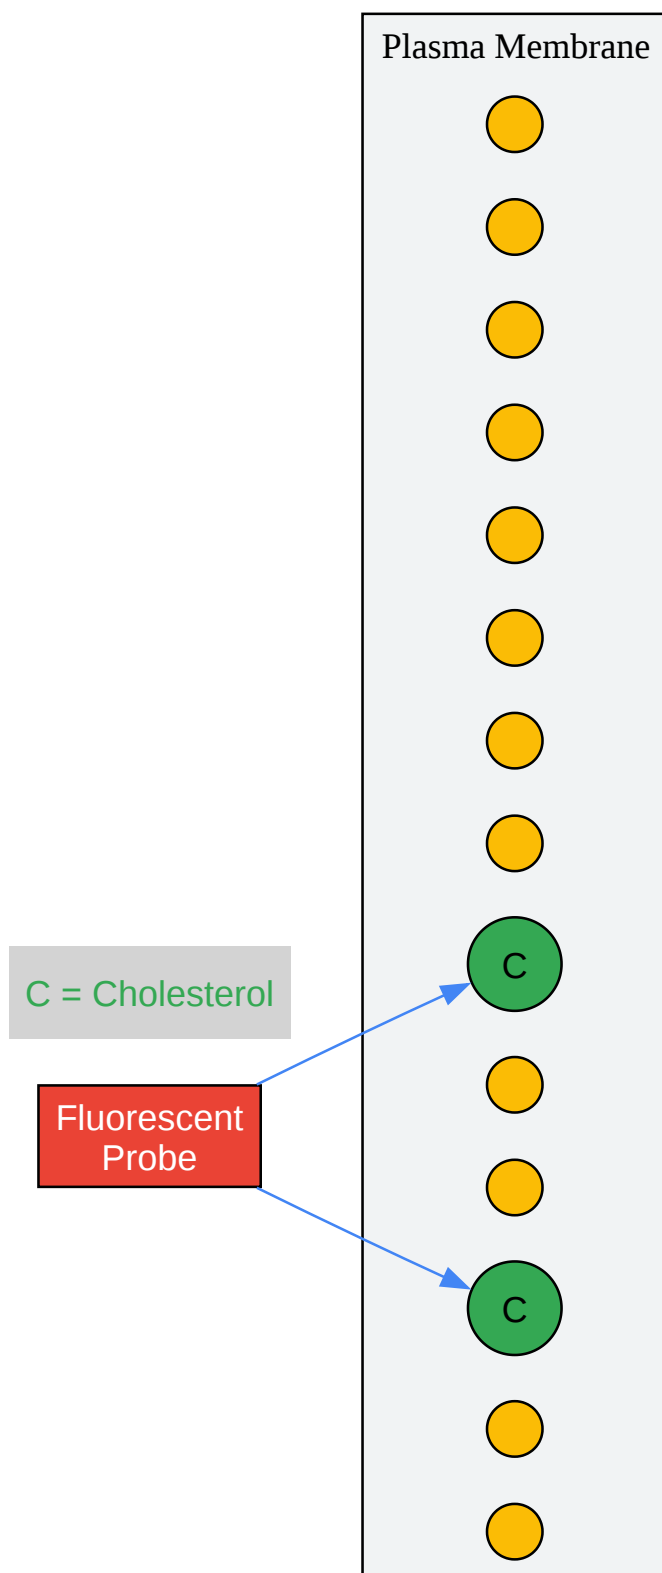 Plasma Membrane
C
C = Cholesterol
Fluorescent
Probe
C